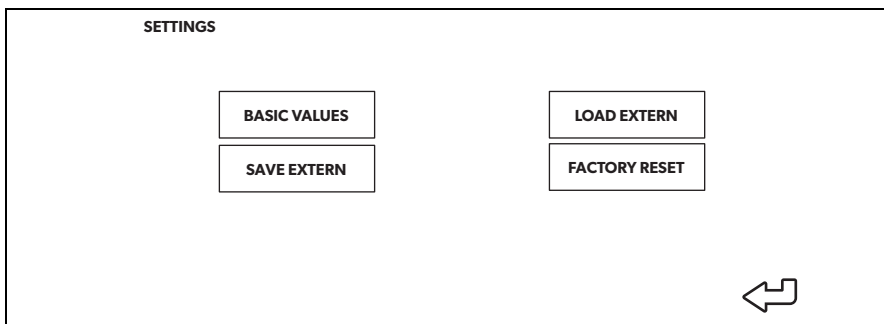 SETTINGS
BASIC VALUES
LOAD EXTERN
SAVE EXTERN
FACTORY RESET